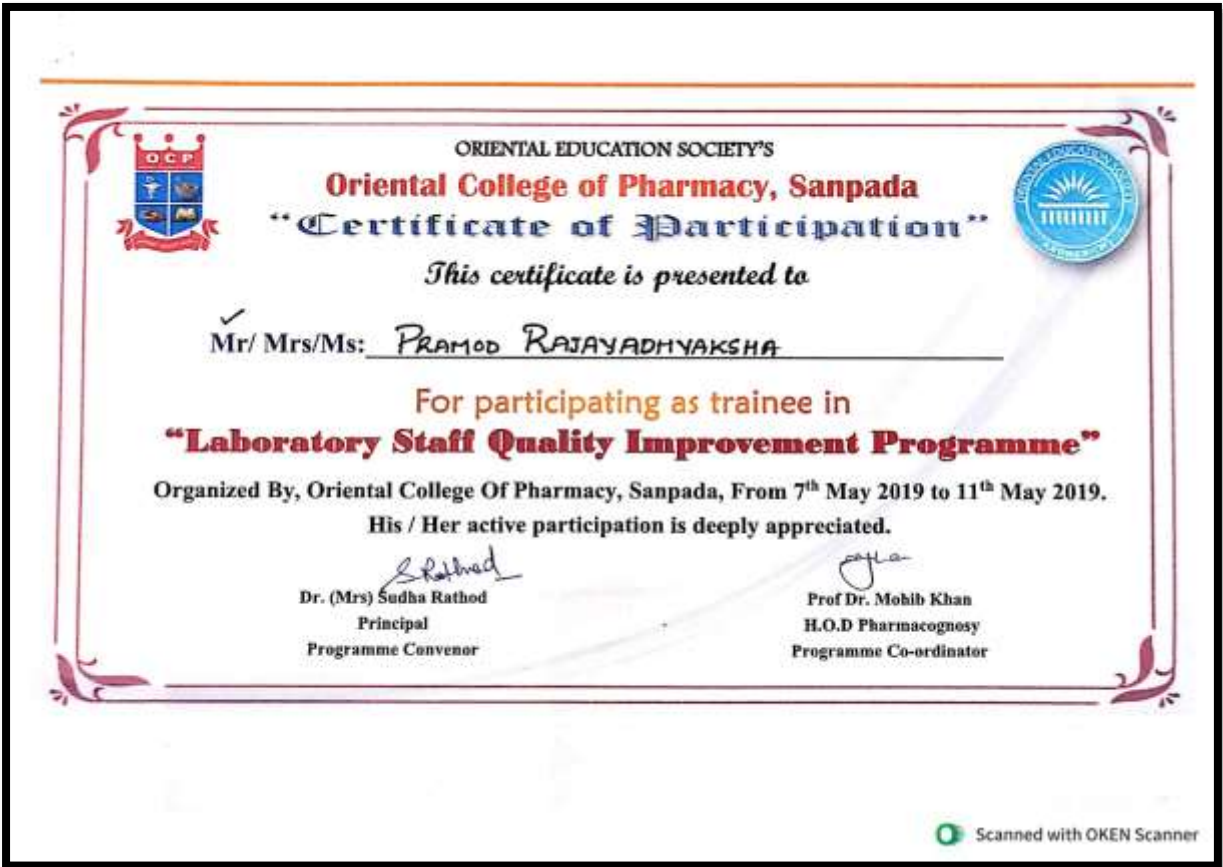 ORIENTAL EDUCATION SOCIETY'S
OCP
Oriental College of Pharmacy, Sanpada
"Certificate of Participation"
This certificate is presented to
Mr/ Mrs/Ms: PRAMOD RAJAYADHYAKSHA
For participating as trainee in
"Laboratory Staff Quality Improvement Programme"
Organized By, Oriental College Of Pharmacy, Sanpada, From 7th May 2019 to 11th May 2019.
His / Her active participation is deeply appreciated.
SRathod
Dr. (Mrs) Sudha Rathod
Principal
Programme Convenor
Prof Dr. Mohib Khan
H.O.D Pharmacognosy
Programme Co-ordinator
Scanned with OKEN Scanner